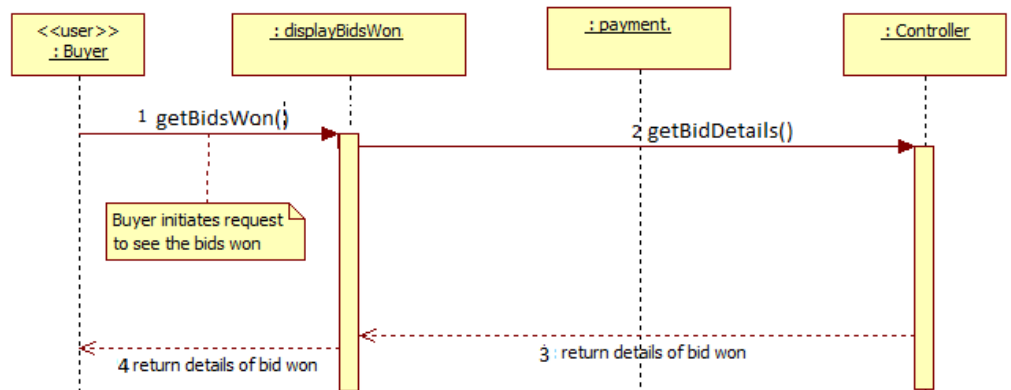 <<user>>
: Buyer
: displayBidsWon
: payment.
: Controller
1 getBidsWon()
2 getBidDetails()
Buyer initiates request
to see the bids won
3 : return details of bid won
4 return details of bid won